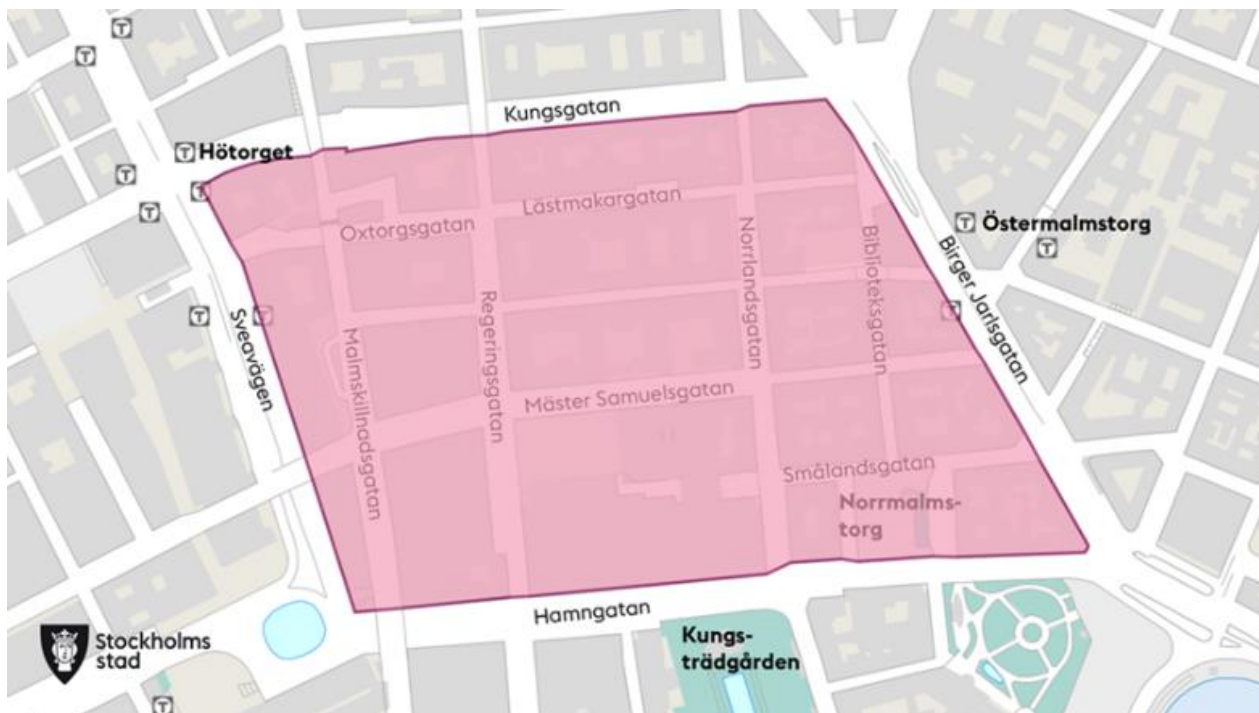 T
T
Kungsgatan
T Hötorget
T
T
T
Lästmakargatan
Oxtorgsgatan
T Östermalmstorg
T
Norrlandsgatan
Biblioteksgatan
Birger Jarlsgatan
T
T
T
Sveavägen
Malmskillnadsgatan
Regeringsgatan
Mäster Samuelsgatan
Smålandsgatan
Norrmalms-
torg
Hamngatan
Kungs-
trädgården
Stockholms
stad
T